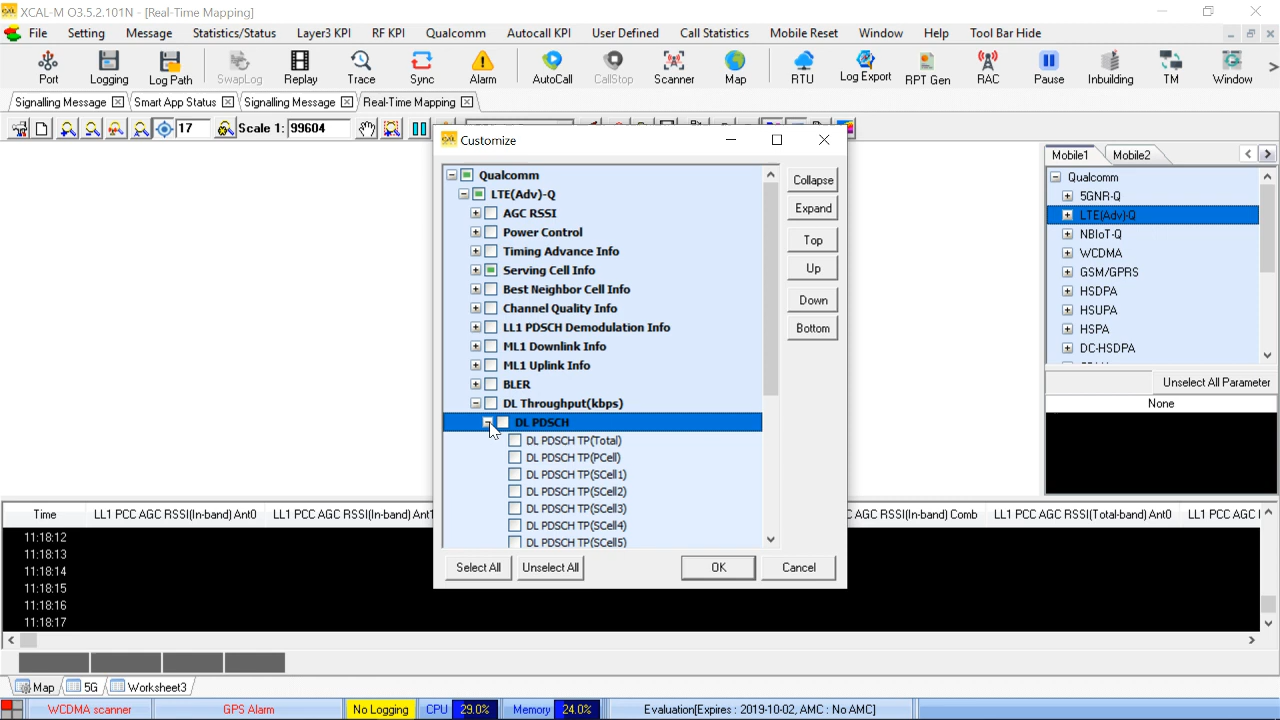 XCAL-M O3.5.2.101N - [Real-Time Mapping]
File Setting Message Statistics/Status Layer3 KPI RF KPI Qualcomm Autocall KPI User Defined Call Statistics Mobile Reset Window Help Tool Bar Hide
Port Logging Log Path SwapLog Replay Trace Sync Alarm AutoCall CallStop Scanner Map RTU Log Export RPT Gen RAC Pause Inbuilding TM Window
Signalling Message Smart App Status Signalling Message Real-Time Mapping
17 Scale 1: 99604
Customize
Qualcomm
LTE(Adv)-Q
AGC RSSI
Power Control
Timing Advance Info
Serving Cell Info
Best Neighbor Cell Info
Channel Quality Info
LL1 PDSCH Demodulation Info
ML1 Downlink Info
ML1 Uplink Info
BLER
DL Throughput(kbps)
DL PDSCH
DL PDSCH TP(Total)
DL PDSCH TP(PCell)
DL PDSCH TP(SCell1)
DL PDSCH TP(SCell2)
DL PDSCH TP(SCell3)
DL PDSCH TP(SCell4)
DL PDSCH TP(SCell5)
Collapse
Expand
Top
Up
Down
Bottom
Select All Unselect All OK Cancel
Mobile1 Mobile2
Qualcomm
5GNR-Q
LTE(Adv)-Q
NBIoT-Q
WCDMA
GSM/GPRS
HSDPA
HSUPA
HSPA
DC-HSDPA
Unselect All Parameter
None
Time LL1 PCC AGC RSSI(In-band) Ant0 LL1 PCC AGC RSSI(In-band) Ant1 C AGC RSSI(In-band) Comb LL1 PCC AGC RSSI(Total-band) Ant0 LL1 PCC AGC
11:18:12
11:18:13
11:18:14
11:18:15
11:18:16
11:18:17
Map 5G Worksheet3
WCDMA scanner GPS Alarm No Logging CPU 29.0% Memory 24.0% Evaluation[Expires : 2019-10-02, AMC : No AMC]